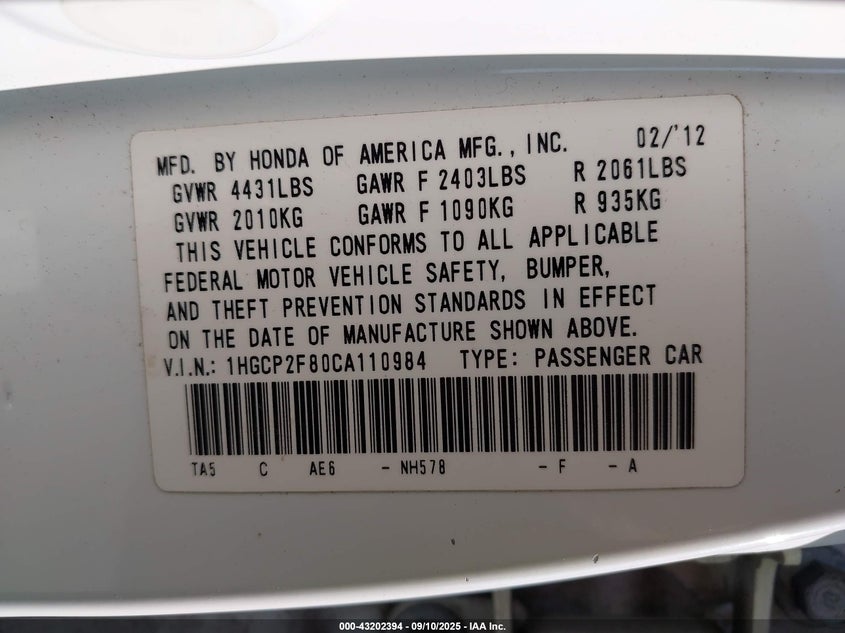 MFD. BY HONDA OF AMERICA MFG., INC. 02/'12
GVWR 4431LBS GAWR F 2403LBS R 2061LBS
GVWR 2010KG GAWR F 1090KG R 935KG
THIS VEHICLE CONFORMS TO ALL APPLICABLE
FEDERAL MOTOR VEHICLE SAFETY, BUMPER,
AND THEFT PREVENTION STANDARDS IN EFFECT
ON THE DATE OF MANUFACTURE SHOWN ABOVE.
V.I.N.: 1HGCP2F80CA110984 TYPE: PASSENGER CAR
TA5 C AE6 - NH578 - F - A
000-43202394 - 09/10/2025 - IAA Inc.